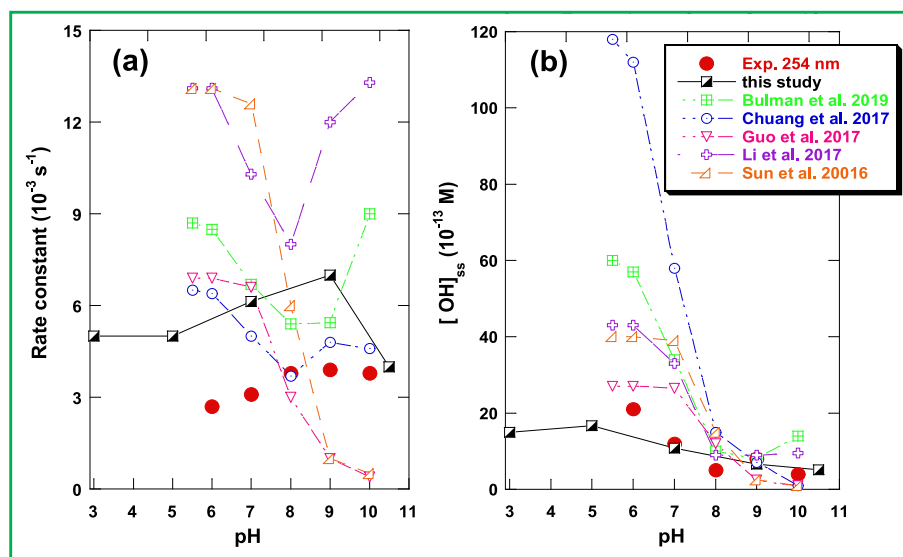 (a)
Rate constant (10⁻³ s⁻¹)
15
12
9
6
3
0
3 4 5 6 7 8 9 10 11
pH
(b)
[ OH]ss (10⁻¹³ M)
120
100
80
60
40
20
0
3 4 5 6 7 8 9 10 11
pH
Exp. 254 nm
this study
Bulman et al. 2019
Chuang et al. 2017
Guo et al. 2017
Li et al. 2017
Sun et al. 20016